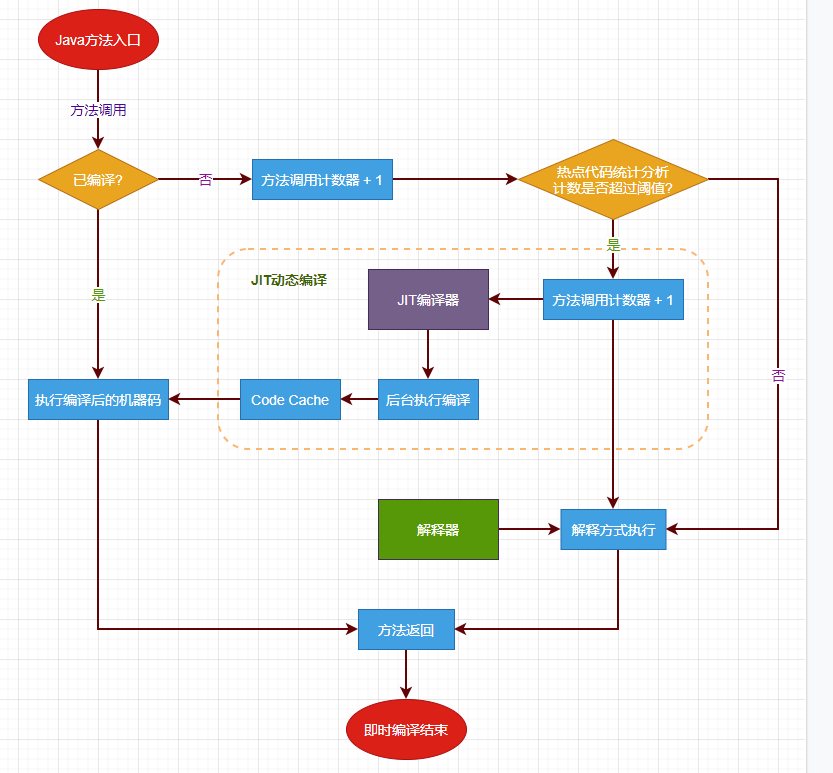 Java方法入口
方法调用
已编译?
否
方法调用计数器 + 1
热点代码统计分析
计数是否超过阈值?
是
JIT动态编译
JIT编译器
方法调用计数器 + 1
是
否
执行编译后的机器码
Code Cache
后台执行编译
解释器
解释方式执行
方法返回
即时编译结束